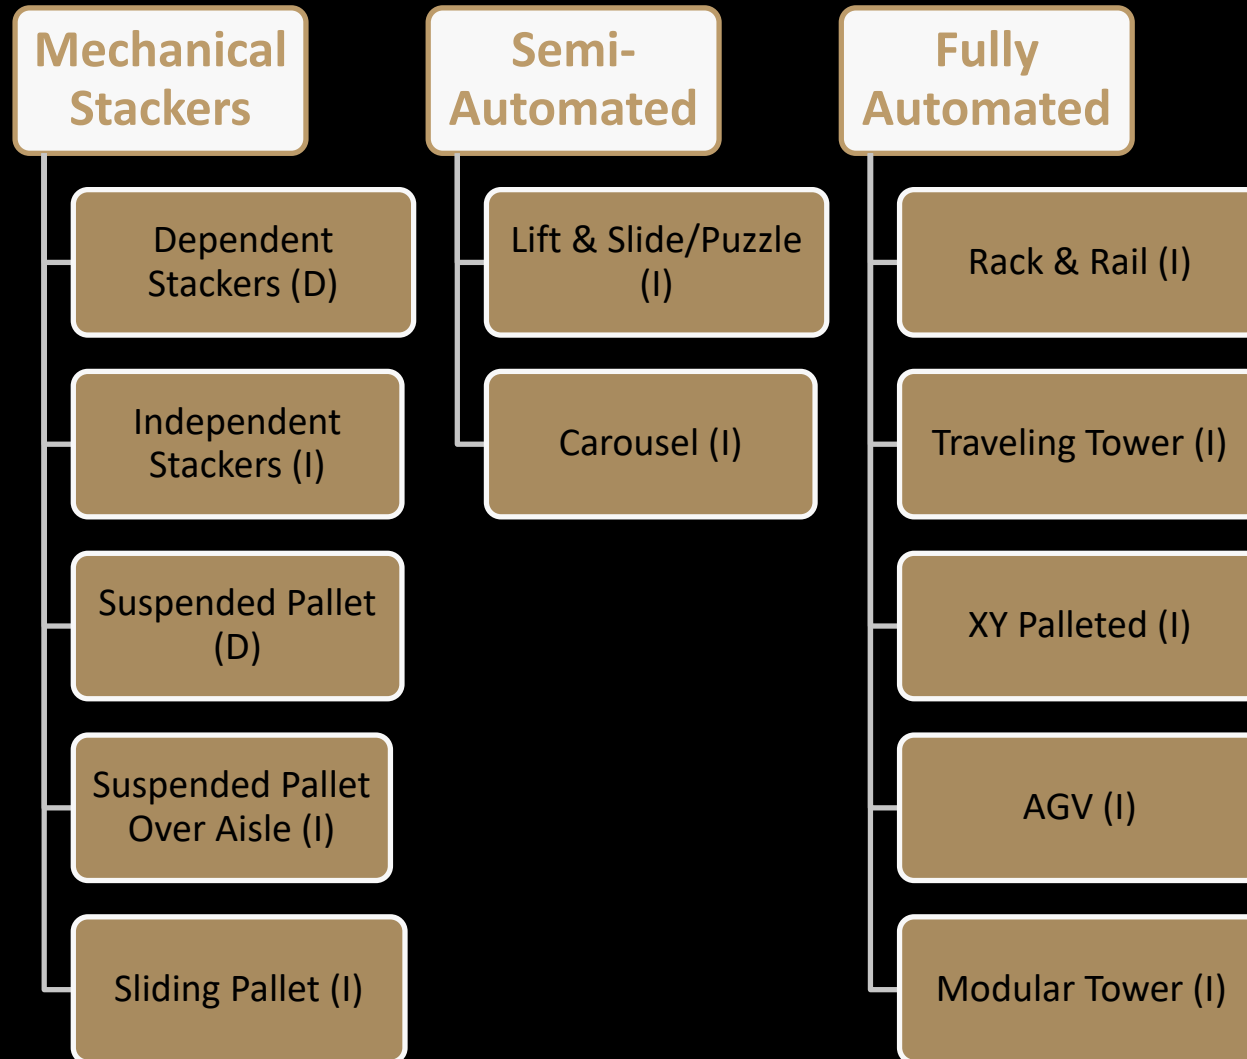 Mechanical
Stackers
Dependent
Stackers (D)
Independent
Stackers (I)
Suspended Pallet
(D)
Suspended Pallet
Over Aisle (I)
Sliding Pallet (I)
Semi-
Automated
Lift & Slide/Puzzle
(I)
Carousel (I)
Fully
Automated
Rack & Rail (I)
Traveling Tower (I)
XY Palleted (I)
AGV (I)
Modular Tower (I)